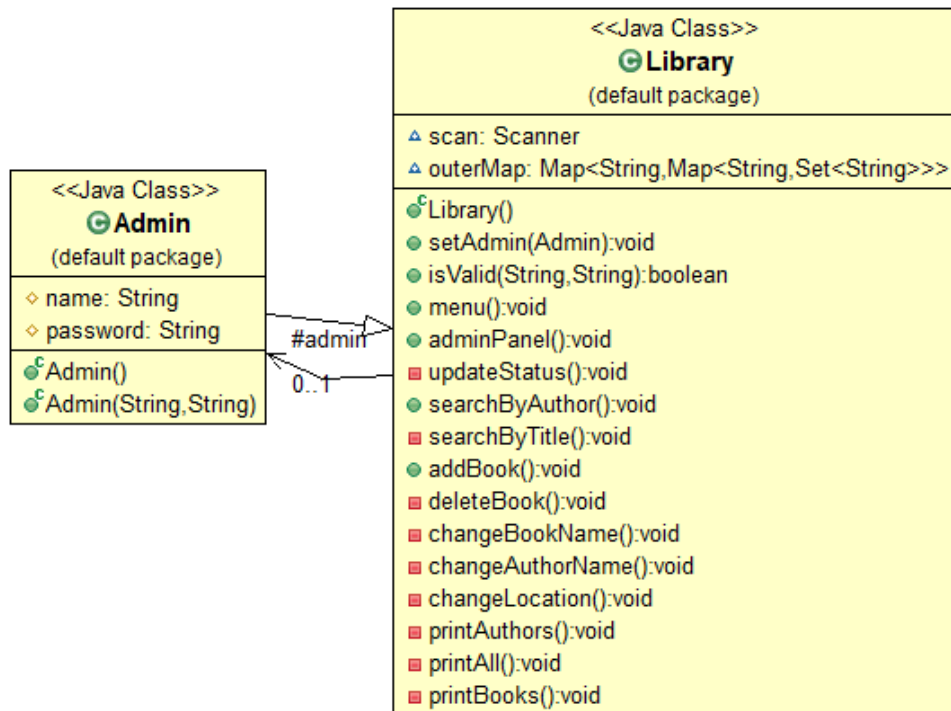 <<Java Class>>
Admin
(default package)
name: String
password: String
Admin()
Admin(String,String)
#admin
0..1
<<Java Class>>
Library
(default package)
scan: Scanner
outerMap: Map<String,Map<String,Set<String>>>
Library()
setAdmin(Admin):void
isValid(String,String):boolean
menu():void
adminPanel():void
updateStatus():void
searchByAuthor():void
searchByTitle():void
addBook():void
deleteBook():void
changeBookName():void
changeAuthorName():void
changeLocation():void
printAuthors():void
printAll():void
printBooks():void